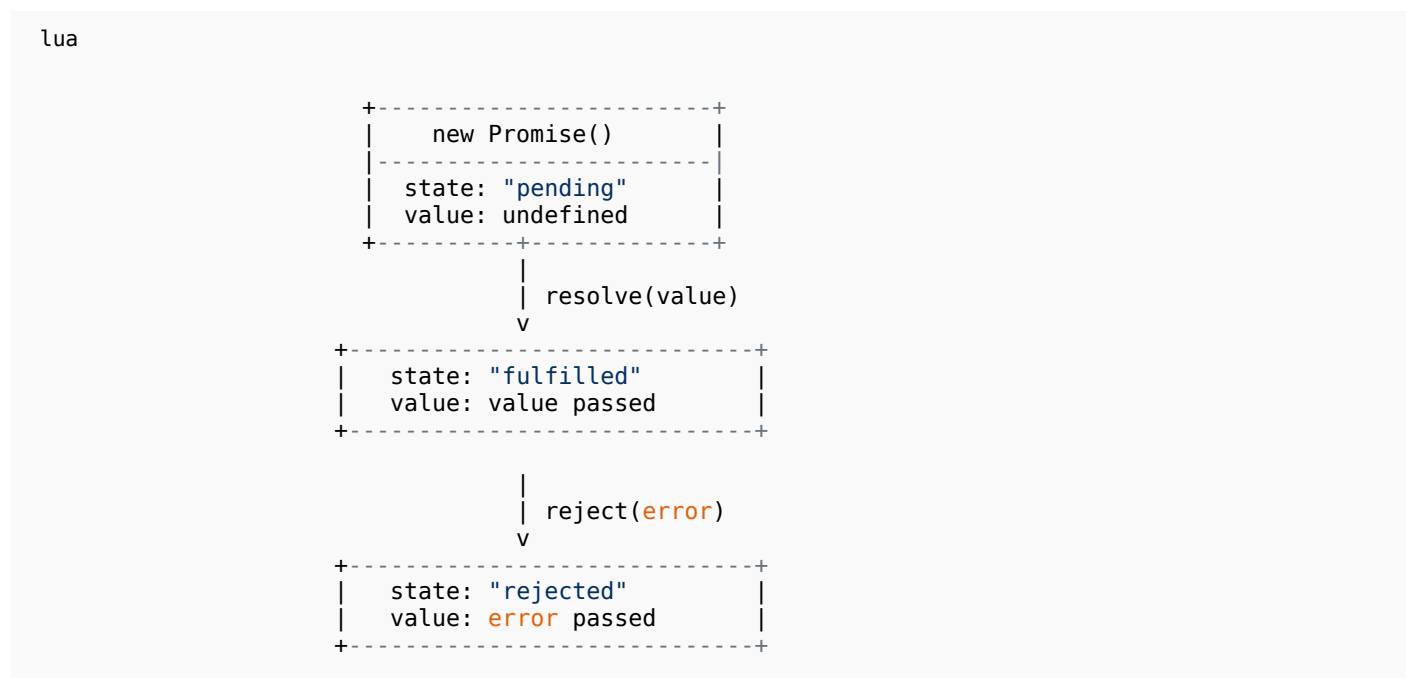 lua
+------------------------+
|    new Promise()       |
|------------------------|
|  state: "pending"      |
|  value: undefined      |
+----------+-------------+
|
| resolve(value)
v
+-----------------------------+
|   state: "fulfilled"        |
|   value: value passed       |
+-----------------------------+
|
| reject(error)
v
+-----------------------------+
|   state: "rejected"         |
|   value: error passed       |
+-----------------------------+